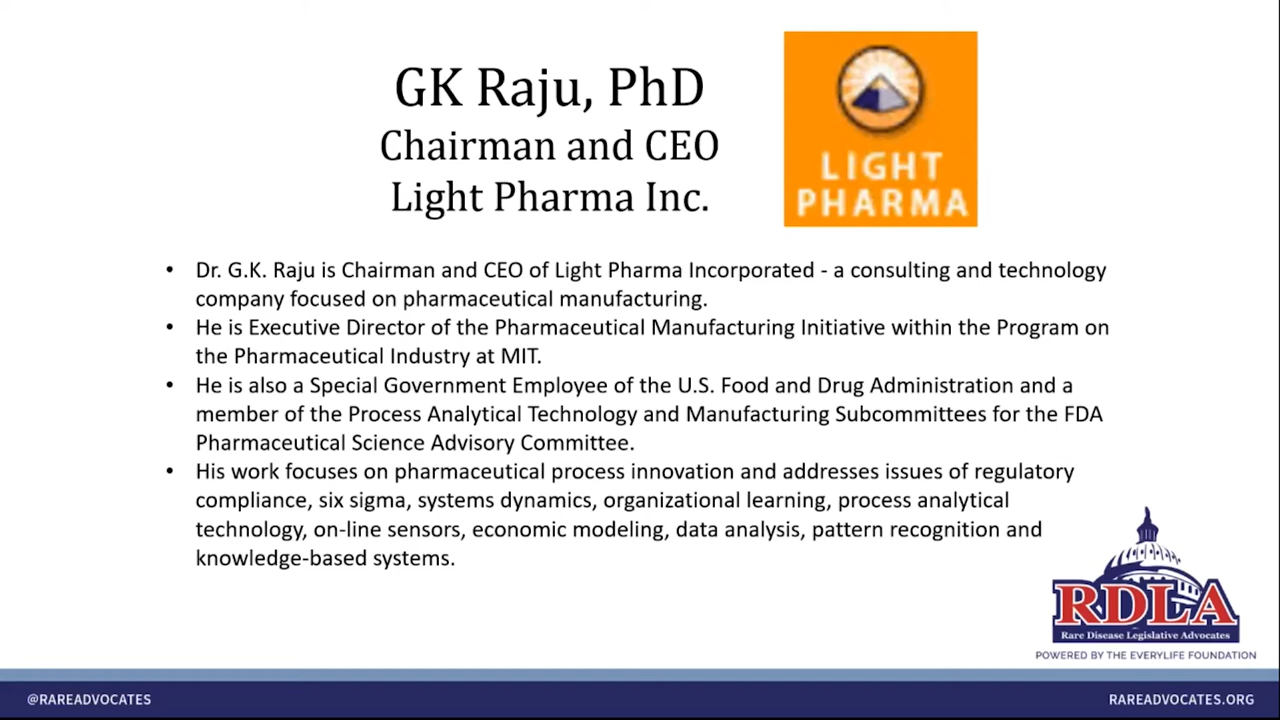 GK Raju, PhD
Chairman and CEO
Light Pharma Inc.
LIGHT
PHARMA
• Dr. G.K. Raju is Chairman and CEO of Light Pharma Incorporated - a consulting and technology
company focused on pharmaceutical manufacturing.
• He is Executive Director of the Pharmaceutical Manufacturing Initiative within the Program on
the Pharmaceutical Industry at MIT.
• He is also a Special Government Employee of the U.S. Food and Drug Administration and a
member of the Process Analytical Technology and Manufacturing Subcommittees for the FDA
Pharmaceutical Science Advisory Committee.
• His work focuses on pharmaceutical process innovation and addresses issues of regulatory
compliance, six sigma, systems dynamics, organizational learning, process analytical
technology, on-line sensors, economic modeling, data analysis, pattern recognition and
knowledge-based systems.
RDLA
Rare Disease Legislative Advocates
POWERED BY THE EVERYLIFE FOUNDATION
@RAREADVOCATES
RAREADVOCATES.ORG